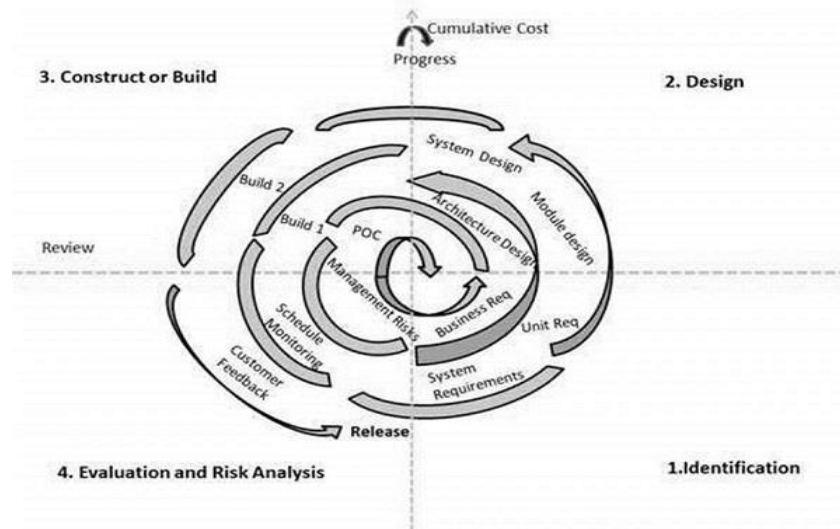 Cumulative Cost
Progress
3. Construct or Build
2. Design
System Design
Build 2
Build 1
POC
Architecture Design
Module design
Review
Management Risks
Business Req
Unit Req
Schedule
Monitoring
System
Requirements
Customer
Feedback
Release
4. Evaluation and Risk Analysis
1.Identification